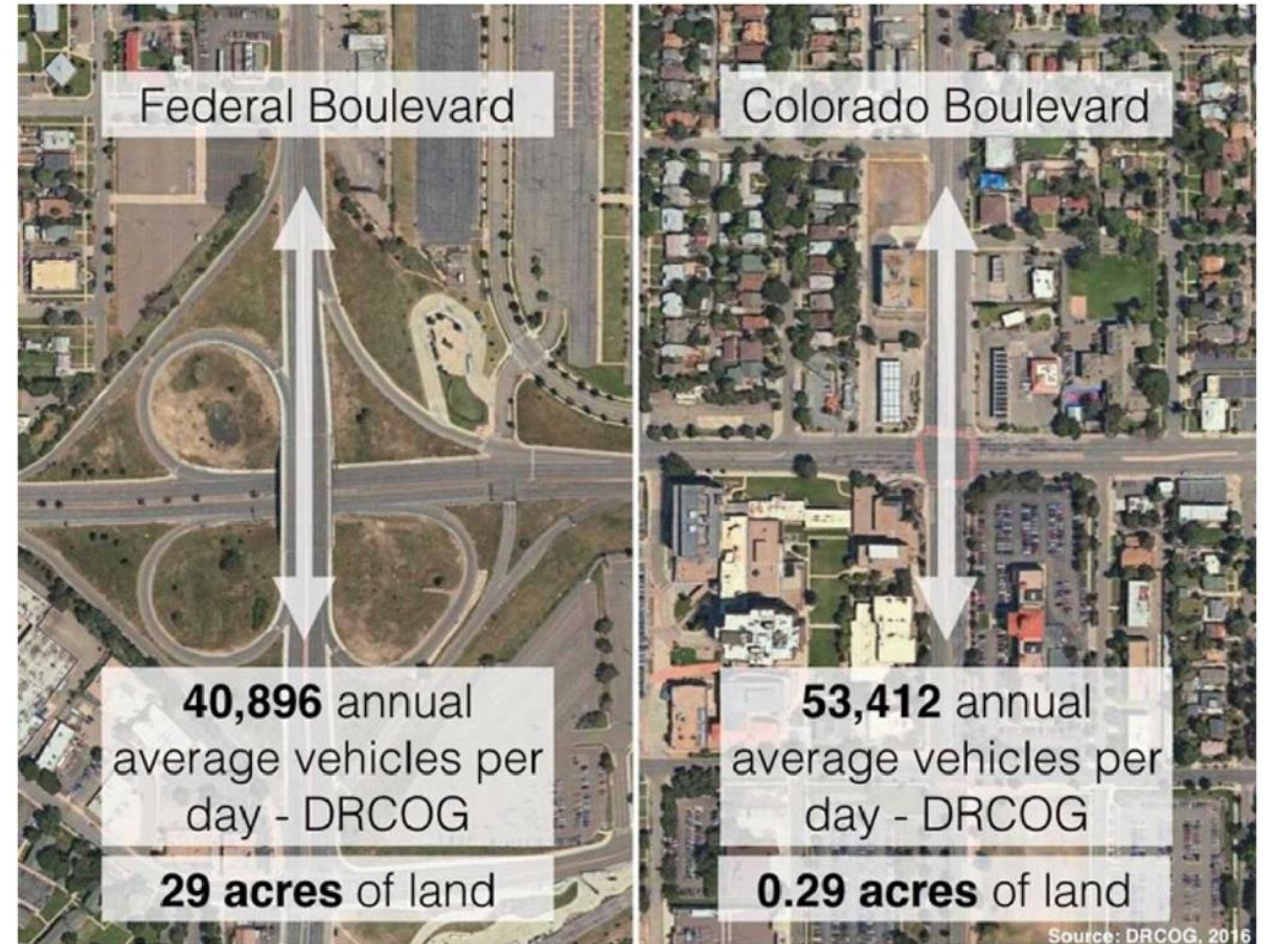 Federal Boulevard
40,896 annual
average vehicles per
day - DRCOG
29 acres of land
Colorado Boulevard
53,412 annual
average vehicles per
day - DRCOG
0.29 acres of land
Source: DRCOG, 2016